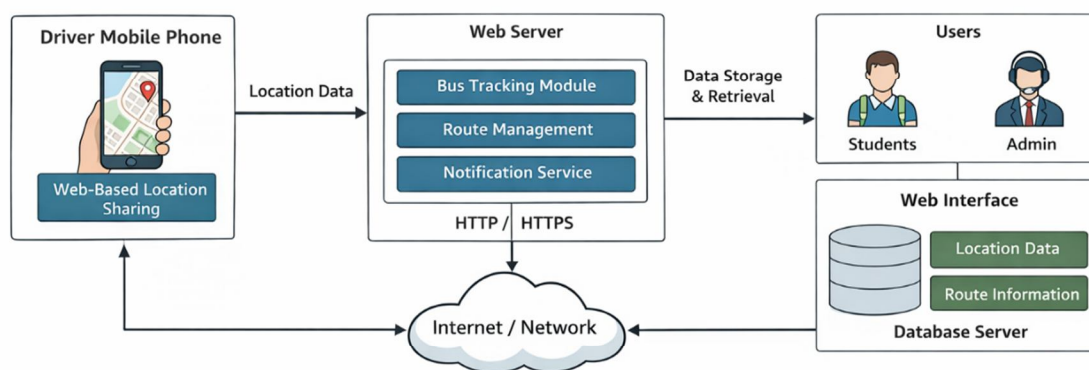 Driver Mobile Phone
Web-Based Location
Sharing
Location Data
Web Server
Bus Tracking Module
Route Management
Notification Service
HTTP / HTTPS
Data Storage
& Retrieval
Users
Students
Admin
Web Interface
Location Data
Route Information
Database Server
Internet / Network